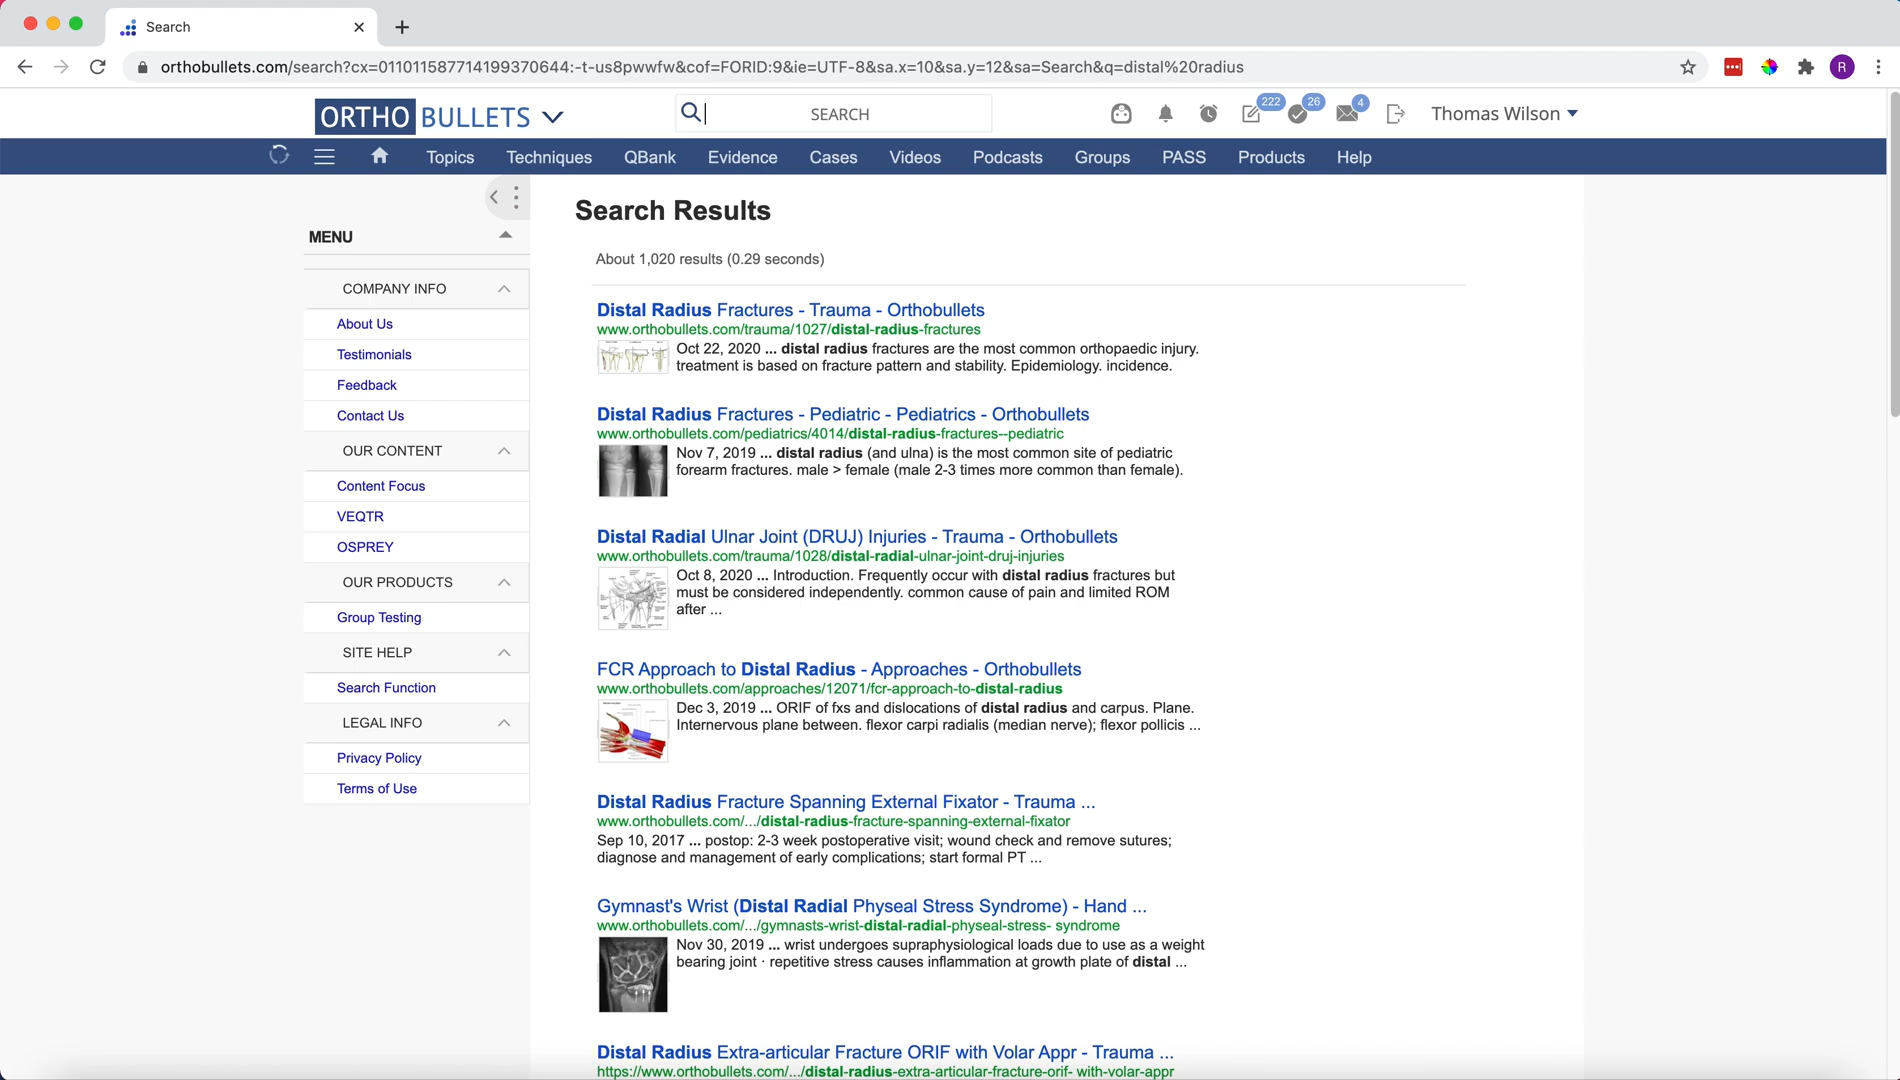 Search
orthobullets.com/search?cx=011011587714199370644:-t-us8pwwfw&cof=FORID:9&ie=UTF-8&sa.x=10&sa.y=12&sa=Search&q=distal%20radius
R
ORTHOBULLETS
SEARCH
222
26
4
Thomas Wilson
Topics Techniques QBank Evidence Cases Videos Podcasts Groups PASS Products Help
MENU
COMPANY INFO
About Us
Testimonials
Feedback
Contact Us
OUR CONTENT
Content Focus
VEQTR
OSPREY
OUR PRODUCTS
Group Testing
SITE HELP
Search Function
LEGAL INFO
Privacy Policy
Terms of Use
Search Results
About 1,020 results (0.29 seconds)
Distal Radius Fractures - Trauma - Orthobullets
www.orthobullets.com/trauma/1027/distal-radius-fractures
Oct 22, 2020 ... distal radius fractures are the most common orthopaedic injury.
treatment is based on fracture pattern and stability. Epidemiology. incidence.
Distal Radius Fractures - Pediatric - Pediatrics - Orthobullets
www.orthobullets.com/pediatrics/4014/distal-radius-fractures--pediatric
Nov 7, 2019 ... distal radius (and ulna) is the most common site of pediatric
forearm fractures. male > female (male 2-3 times more common than female).
Distal Radial Ulnar Joint (DRUJ) Injuries - Trauma - Orthobullets
www.orthobullets.com/trauma/1028/distal-radial-ulnar-joint-druj-injuries
Oct 8, 2020 ... Introduction. Frequently occur with distal radius fractures but
must be considered independently. common cause of pain and limited ROM
after ...
FCR Approach to Distal Radius - Approaches - Orthobullets
www.orthobullets.com/approaches/12071/fcr-approach-to-distal-radius
Dec 3, 2019 ... ORIF of fxs and dislocations of distal radius and carpus. Plane.
Internervous plane between. flexor carpi radialis (median nerve); flexor pollicis ...
Distal Radius Fracture Spanning External Fixator - Trauma ...
www.orthobullets.com/.../distal-radius-fracture-spanning-external-fixator
Sep 10, 2017 ... postop: 2-3 week postoperative visit; wound check and remove sutures;
diagnose and management of early complications; start formal PT ...
Gymnast's Wrist (Distal Radial Physeal Stress Syndrome) - Hand ...
www.orthobullets.com/.../gymnasts-wrist-distal-radial-physeal-stress- syndrome
Nov 30, 2019 ... wrist undergoes supraphysiological loads due to use as a weight
bearing joint · repetitive stress causes inflammation at growth plate of distal ...
Distal Radius Extra-articular Fracture ORIF with Volar Appr - Trauma ...
https://www.orthobullets.com/.../distal-radius-extra-articular-fracture-orif- with-volar-appr